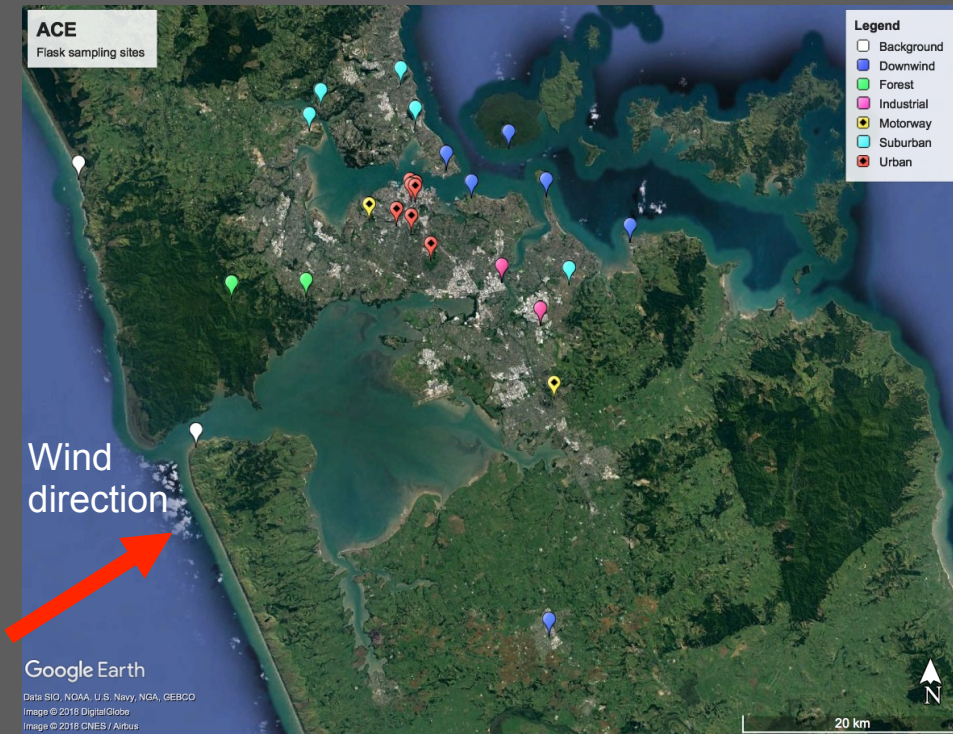 ACE
Flask sampling sites
Legend
Background
Downwind
Forest
Industrial
Motorway
Suburban
Urban
Wind
direction
Google Earth
Data SIO, NOAA, U.S. Navy, NGA, GEBCO
Image © 2018 DigitalGlobe
Image © 2018 CNES / Airbus
N
20 km